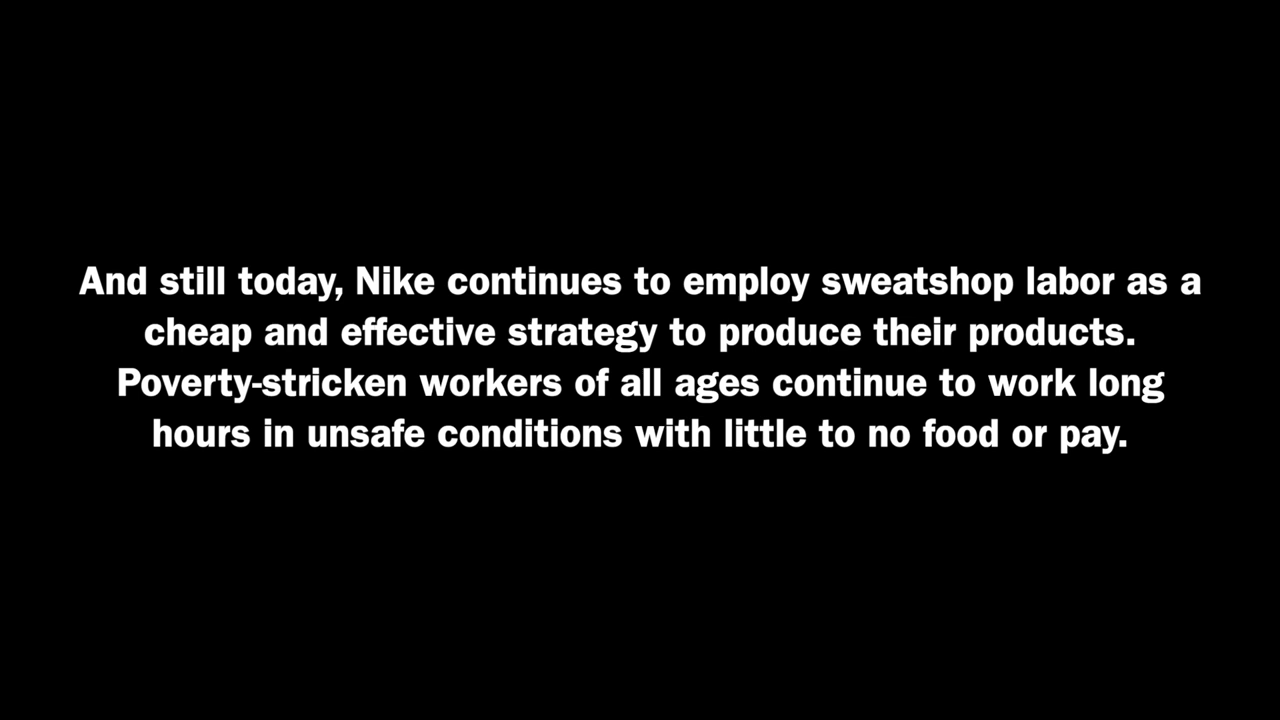 And still today, Nike continues to employ sweatshop labor as a
cheap and effective strategy to produce their products.
Poverty-stricken workers of all ages continue to work long
hours in unsafe conditions with little to no food or pay.